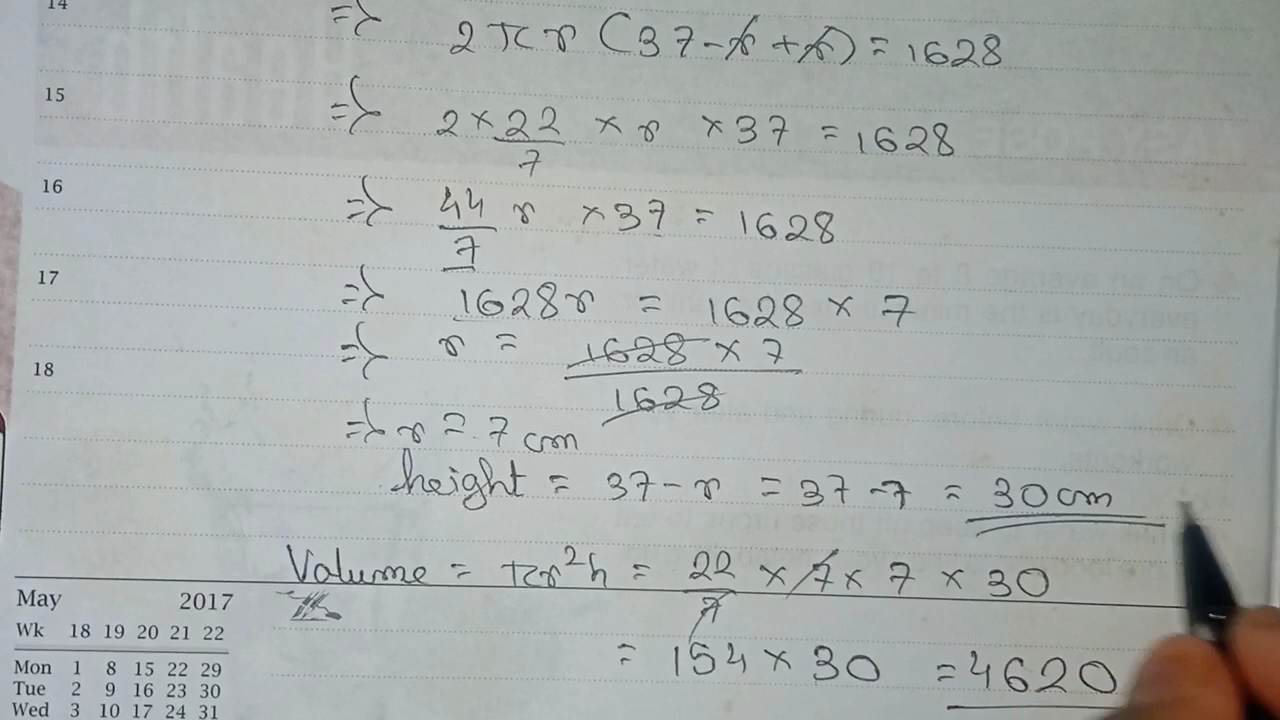 14
=> 2πr (37-r+r) = 1628
15
=> 2 × 22/7 × r × 37 = 1628
16
=> 44/7 r × 37 = 1628
17
=> 1628r = 1628 × 7
=> r = 1628 × 7 / 1628
18
=> r = 7 cm
height = 37-r = 37-7 = 30cm
Volume = πr²h = 22/7 × 7 × 7 × 30
= 154 × 30 = 4620
May 2017
Wk 18 19 20 21 22
Mon 1 8 15 22 29
Tue 2 9 16 23 30
Wed 3 10 17 24 31